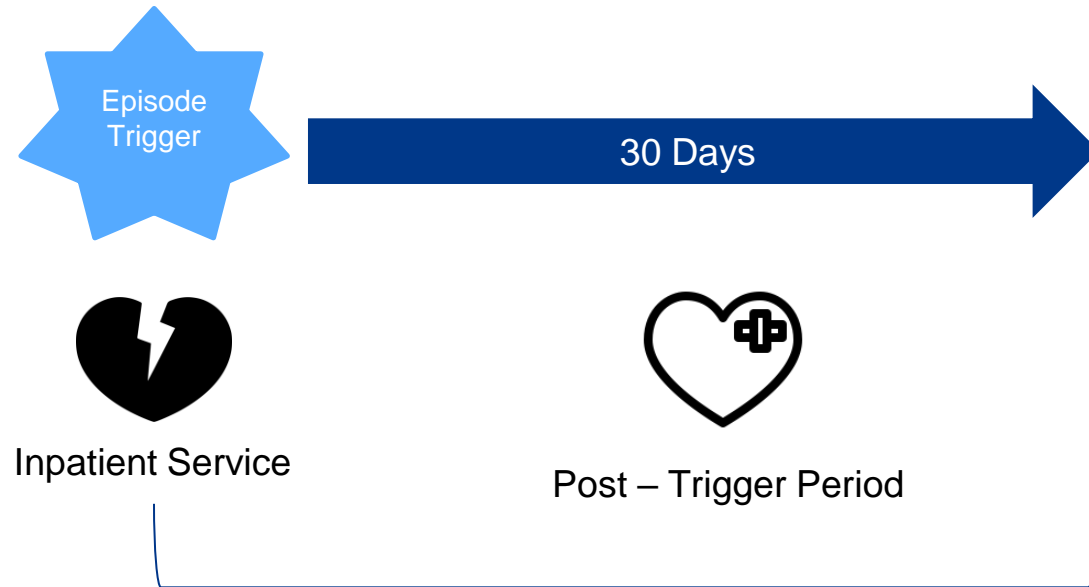 Episode
Trigger
30 Days
Inpatient Service
Post – Trigger Period